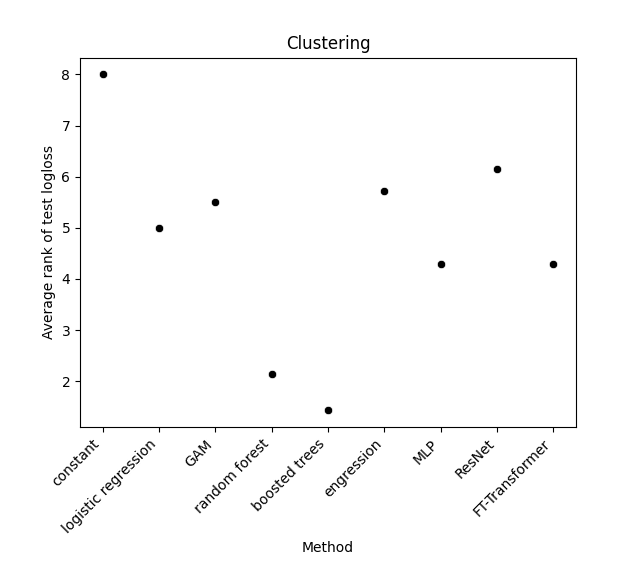 Clustering
Average rank of test logloss
8
7
6
5
4
3
2
constant
logistic regression
GAM
random forest
boosted trees
engression
MLP
ResNet
FT-Transformer
Method